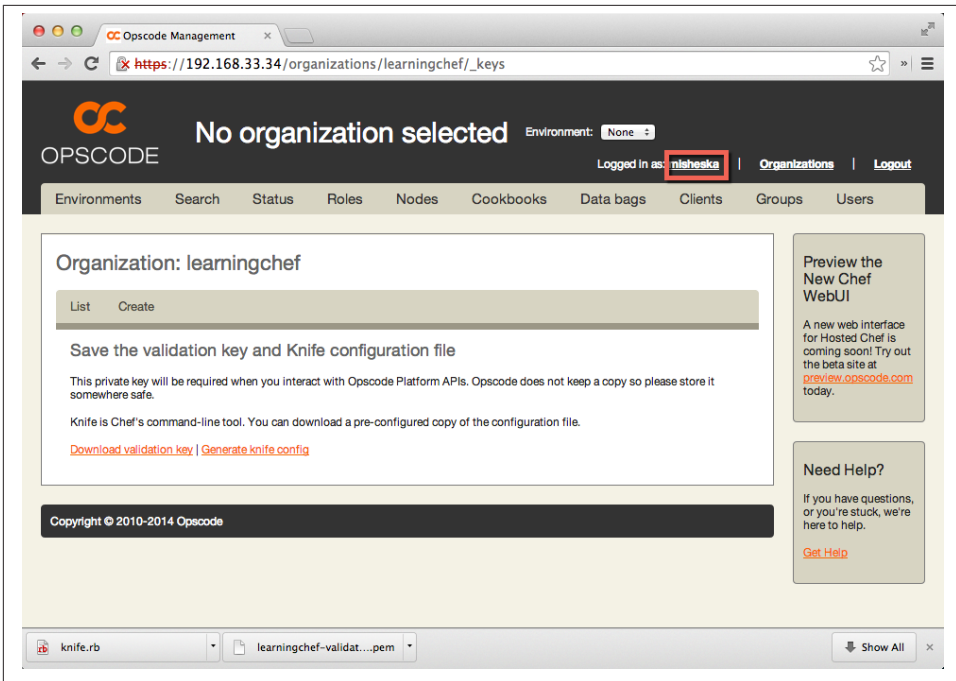 Opscode Management
https://192.168.33.34/organizations/learningchef/_keys
OPSCODE
No organization selected
Environment: None
Logged in as: misheska | Organizations | Logout
Environments Search Status Roles Nodes Cookbooks Data bags Clients Groups Users
Organization: learningchef
List Create
Save the validation key and Knife configuration file
This private key will be required when you interact with Opscode Platform APIs. Opscode does not keep a copy so please store it
somewhere safe.
Knife is Chef's command-line tool. You can download a pre-configured copy of the configuration file.
Download validation key | Generate knife config
Copyright © 2010-2014 Opscode
Preview the
New Chef
WebUI
A new web interface
for Hosted Chef is
coming soon! Try out
the beta site at
preview.opscode.com
today.
Need Help?
If you have questions,
or you're stuck, we're
here to help.
Get Help
knife.rb
learningchef-validat....pem
Show All